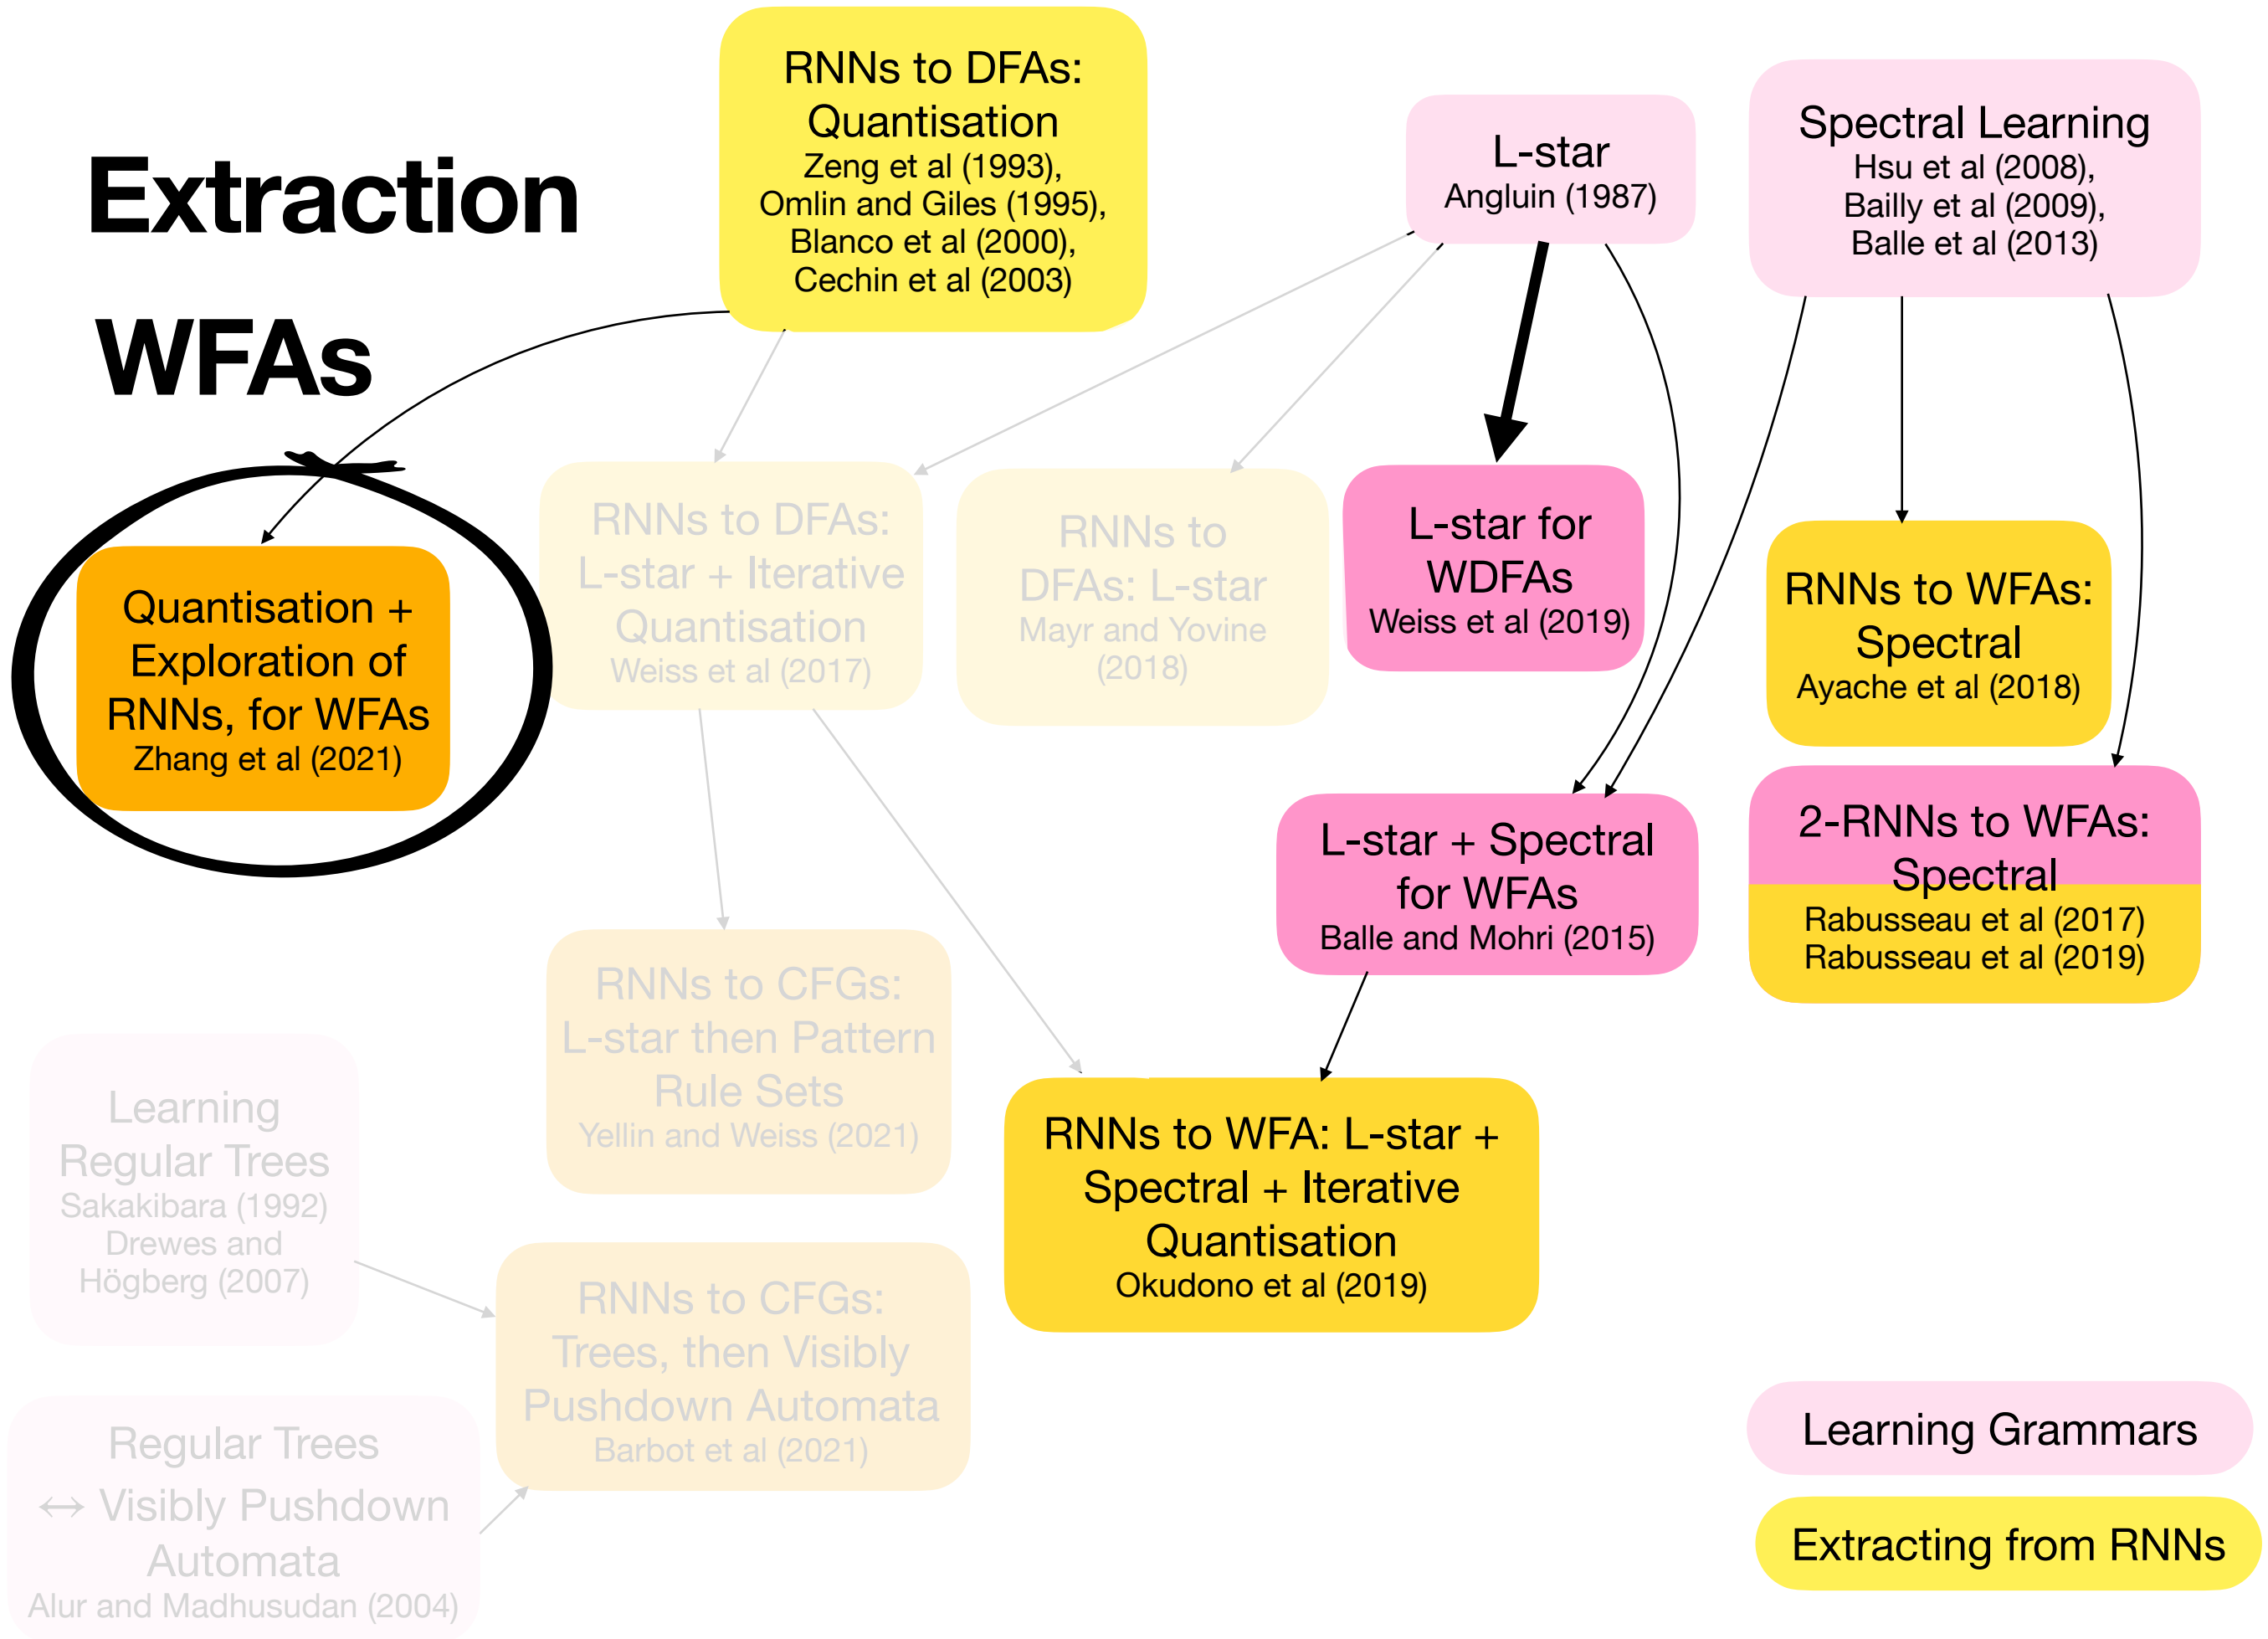 Extraction
WFAs
RNNs to DFAs:
Quantisation
Zeng et al (1993),
Omlin and Giles (1995),
Blanco et al (2000),
Cechin et al (2003)
L-star
Angluin (1987)
Spectral Learning
Hsu et al (2008),
Bailly et al (2009),
Balle et al (2013)
Quantisation +
Exploration of
RNNs, for WFAs
Zhang et al (2021)
RNNs to DFAs:
L-star + Iterative
Quantisation
Weiss et al (2017)
RNNs to
DFAs: L-star
Mayr and Yovine
(2018)
L-star for
WDFAs
Weiss et al (2019)
RNNs to WFAs:
Spectral
Ayache et al (2018)
L-star + Spectral
for WFAs
Balle and Mohri (2015)
2-RNNs to WFAs:
Spectral
Rabusseau et al (2017)
Rabusseau et al (2019)
RNNs to CFGs:
L-star then Pattern
Rule Sets
Yellin and Weiss (2021)
RNNs to WFA: L-star +
Spectral + Iterative
Quantisation
Okudono et al (2019)
Learning
Regular Trees
Sakakibara (1992)
Drewes and
Högberg (2007)
RNNs to CFGs:
Trees, then Visibly
Pushdown Automata
Barbot et al (2021)
Regular Trees
↔ Visibly Pushdown
Automata
Alur and Madhusudan (2004)
Learning Grammars
Extracting from RNNs